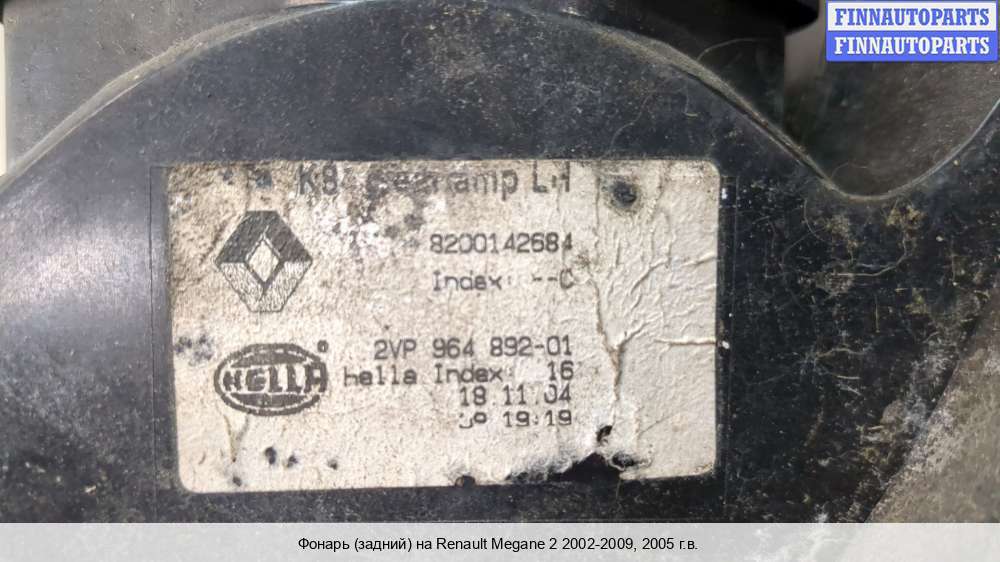 FINNAUTOPARTS
FINNAUTOPARTS
LH
8200142684
Index: --C
2VP 964 892-01
HELLA
hella Index: 16
18 11 04
19:19
Фонарь (задний) на Renault Megane 2 2002-2009, 2005 г.в.